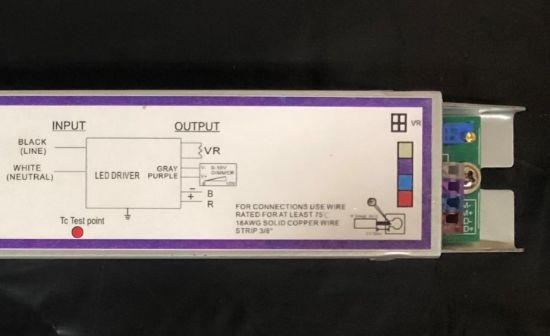 INPUT
OUTPUT
VR
BLACK
(LINE)
VR
WHITE
(NEUTRAL)
LED DRIVER
GRAY
PURPLE
V-
V+
0-10V
DIMMER
− B
+ R
FOR CONNECTIONS USE WIRE
RATED FOR AT LEAST 75
18AWG SOLID COPPER WIRE
STRIP 3/8"
Tc Test point